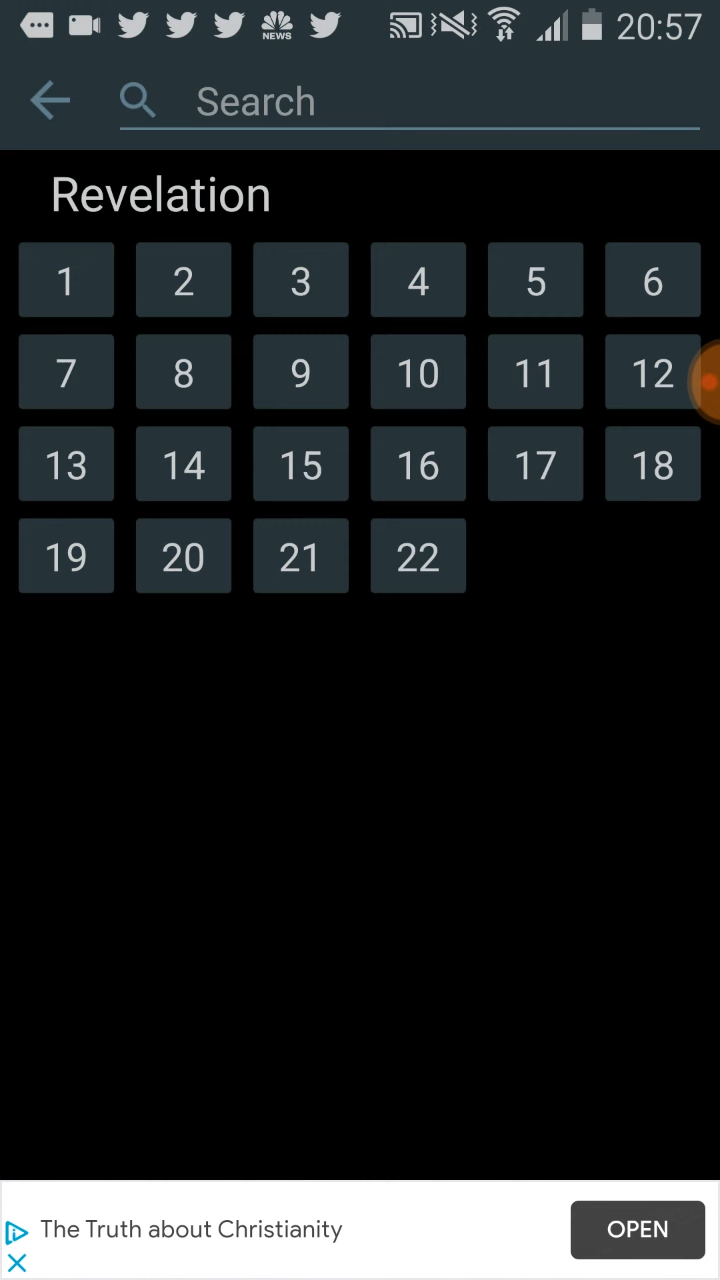 NEWS 20:57
Search
Revelation
1 2 3 4 5 6
7 8 9 10 11 12
13 14 15 16 17 18
19 20 21 22
The Truth about Christianity OPEN